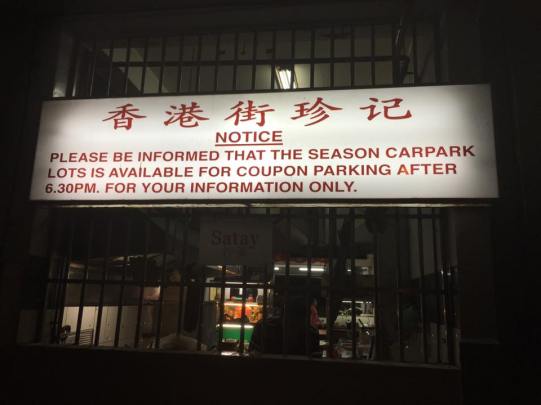 香港街珍记
NOTICE
PLEASE BE INFORMED THAT THE SEASON CARPARK
LOTS IS AVAILABLE FOR COUPON PARKING AFTER
6.30PM. FOR YOUR INFORMATION ONLY.
Satay